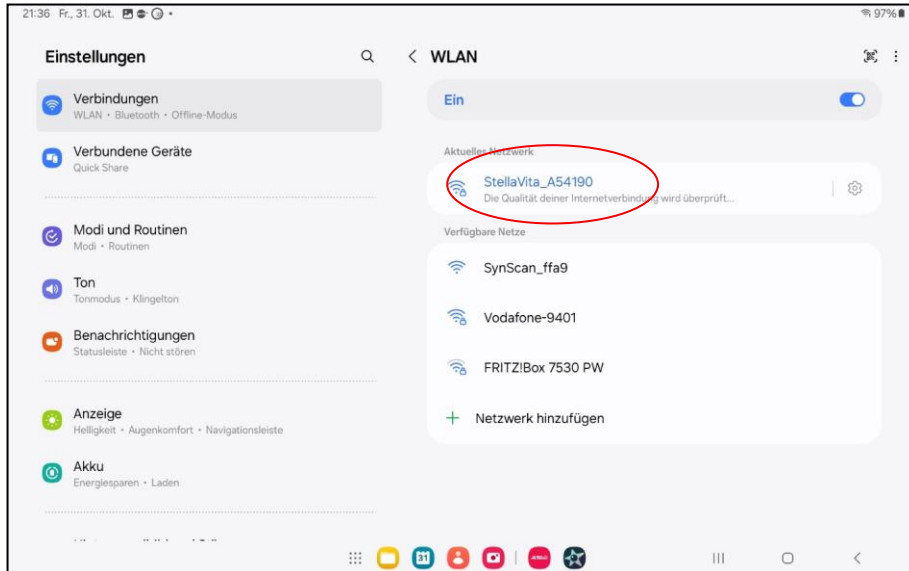 21:36 Fr., 31. Okt.
97%
Einstellungen
Verbindungen
WLAN • Bluetooth • Offline-Modus
Verbundene Geräte
Quick Share
Modi und Routinen
Modi • Routinen
Ton
Tonmodus • Klingelton
Benachrichtigungen
Statusleiste • Nicht stören
Anzeige
Helligkeit • Augenkomfort • Navigationsleiste
Akku
Energiesparen • Laden
WLAN
Ein
Aktuelles Netzwerk
StellaVita_A54190
Die Qualität deiner Internetverbindung wird überprüft...
Verfügbare Netze
SynScan_ffa9
Vodafone-9401
FRITZ!Box 7530 PW
Netzwerk hinzufügen
31